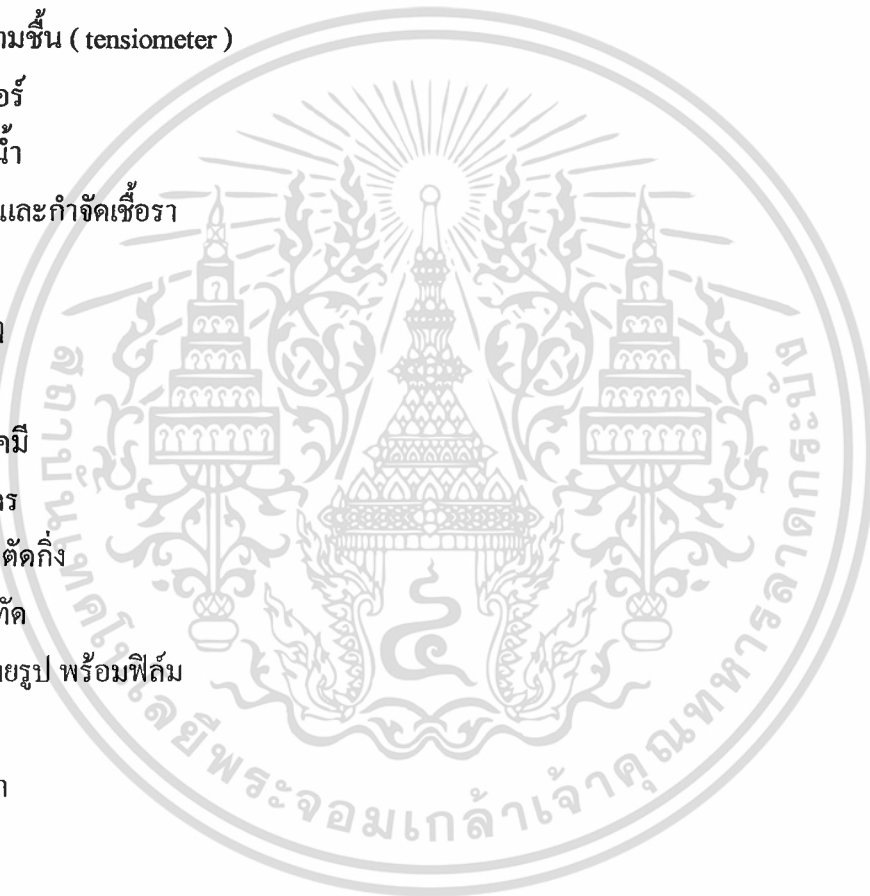 ามชื้น ( tensiometer )
อร์
น้ำ
และกำจัดเชื้อรา
คมี
ตร
ตัดกิ่ง
ทัด
ายรูป พร้อมฟิล์ม
สถาบันเทคโนโลยีพระจอมเกล้าเจ้าคุณทหารลาดกระบัง